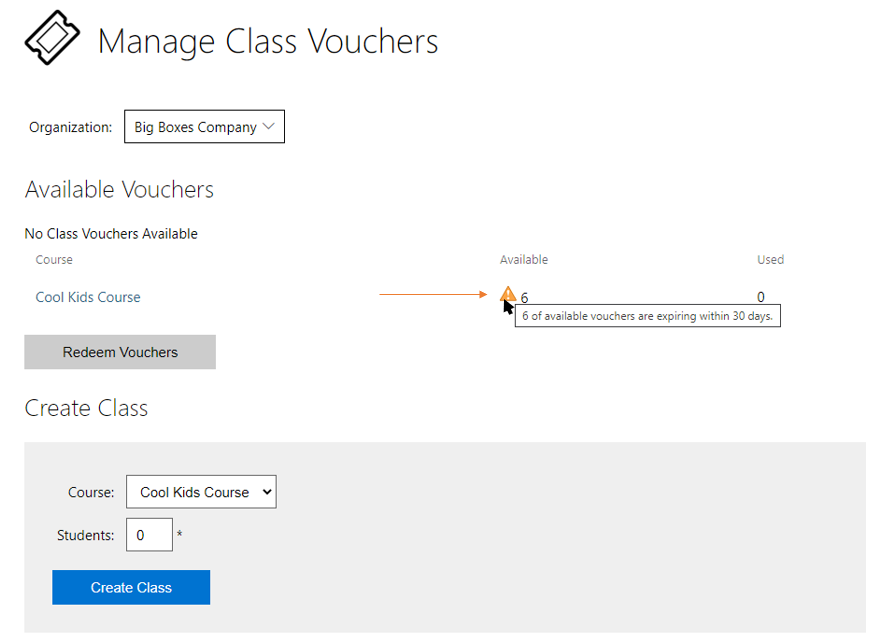 Manage Class Vouchers
Organization: Big Boxes Company
Available Vouchers
No Class Vouchers Available
Course Available Used
Cool Kids Course 6 0
6 of available vouchers are expiring within 30 days.
Redeem Vouchers
Create Class
Course: Cool Kids Course
Students: 0 *
Create Class